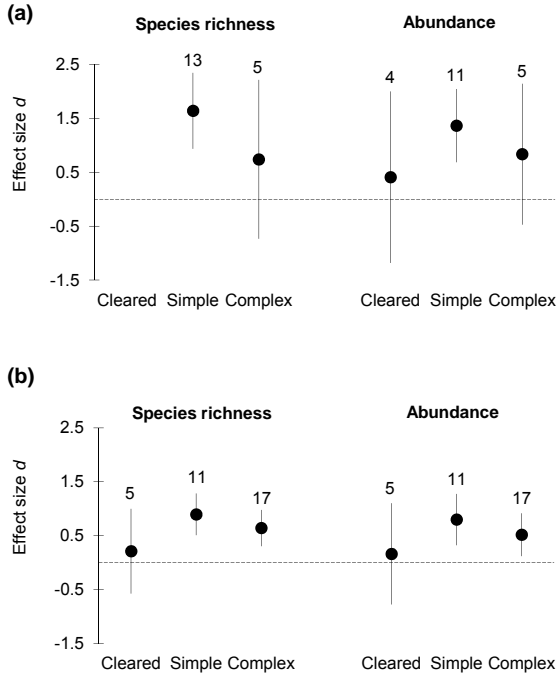 (a)
Species richness Abundance
2.5
1.5
0.5
-0.5
-1.5
Effect size d
13 5 4 11 5
Cleared Simple Complex Cleared Simple Complex
(b)
Species richness Abundance
2.5
1.5
0.5
-0.5
-1.5
Effect size d
5 11 17 5 11 17
Cleared Simple Complex Cleared Simple Complex